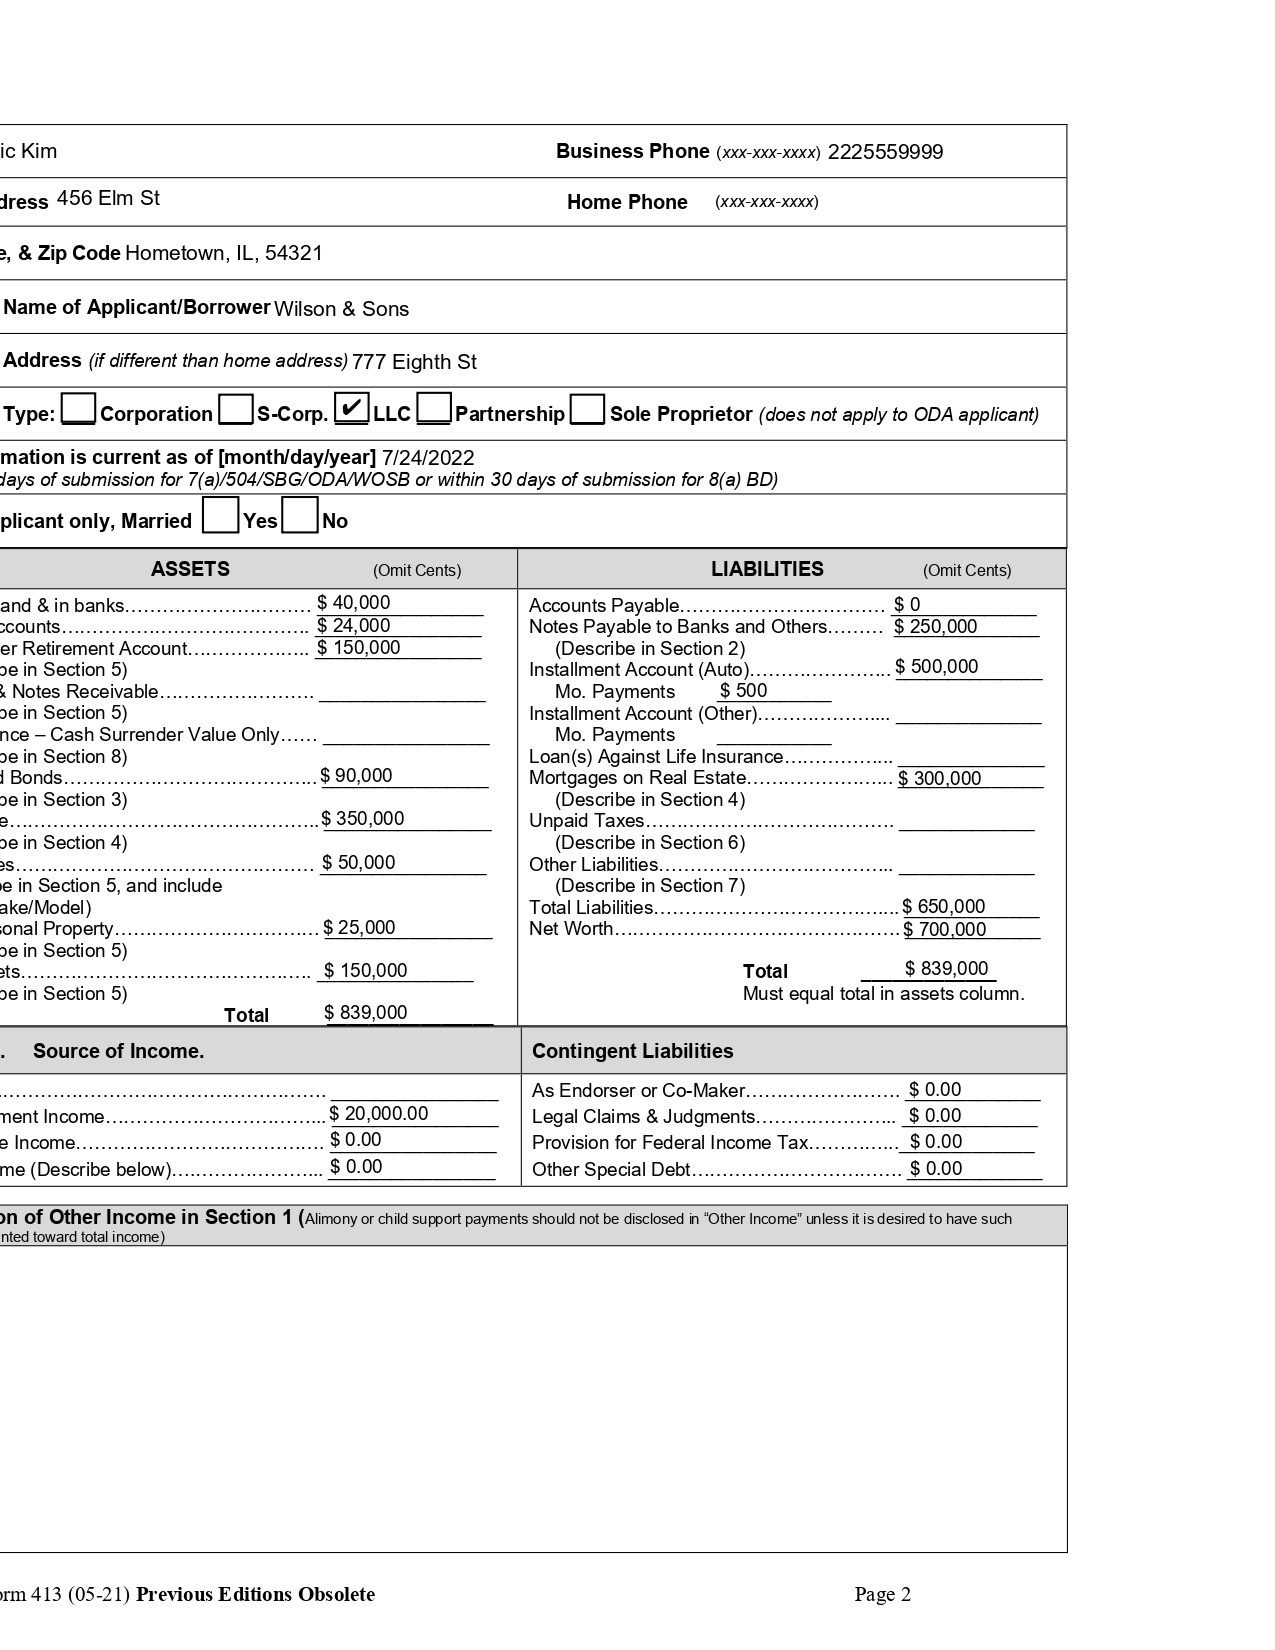 ic Kim Business Phone (xxx-xxx-xxxx) 2225559999
dress 456 Elm St Home Phone (xxx-xxx-xxxx)
e, & Zip Code Hometown, IL, 54321
Name of Applicant/Borrower Wilson & Sons
Address (if different than home address) 777 Eighth St
Type: Corporation S-Corp. ✔ LLC Partnership Sole Proprietor (does not apply to ODA applicant)
mation is current as of [month/day/year] 7/24/2022
days of submission for 7(a)/504/SBG/ODA/WOSB or within 30 days of submission for 8(a) BD)
plicant only, Married Yes No
ASSETS (Omit Cents) LIABILITIES (Omit Cents)
and & in banks………………………… $ 40,000 Accounts Payable…………………………… $ 0
ccounts………………………………….. $ 24,000 Notes Payable to Banks and Others……… $ 250,000
er Retirement Account……………….. $ 150,000 (Describe in Section 2)
be in Section 5) Installment Account (Auto)………………….. $ 500,000
& Notes Receivable……………………. Mo. Payments $ 500
be in Section 5) Installment Account (Other)………………...
nce – Cash Surrender Value Only…… Mo. Payments
be in Section 8) Loan(s) Against Life Insurance……………...
d Bonds………………………………….. $ 90,000 Mortgages on Real Estate………………….. $ 300,000
be in Section 3) (Describe in Section 4)
e………………………………………….. $ 350,000 Unpaid Taxes…………………………………
be in Section 4) (Describe in Section 6)
es………………………………………… $ 50,000 Other Liabilities………………………………..
be in Section 5, and include (Describe in Section 7)
ake/Model) Total Liabilities………………………………... $ 650,000
sonal Property………………………….. $ 25,000 Net Worth……………………………………… $ 700,000
be in Section 5)
ets……………………………………….. $ 150,000 Total $ 839,000
be in Section 5) Must equal total in assets column.
Total $ 839,000
. Source of Income. Contingent Liabilities
…………………………………………….. As Endorser or Co-Maker…………………… $ 0.00
ment Income…………………………….. $ 20,000.00 Legal Claims & Judgments………………….. $ 0.00
e Income………………………………… $ 0.00 Provision for Federal Income Tax………….. $ 0.00
me (Describe below)………………….. $ 0.00 Other Special Debt…………………………… $ 0.00
on of Other Income in Section 1 (Alimony or child support payments should not be disclosed in “Other Income” unless it is desired to have such
nted toward total income)
orm 413 (05-21) Previous Editions Obsolete Page 2